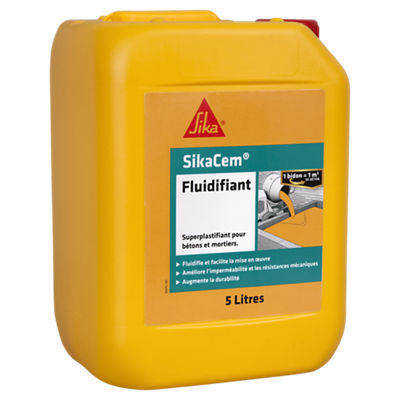 Sika
SikaCem®
Fluidifiant
1 bidon = 1 m³
Superplastifiant pour
bétons et mortiers.
Fluidifie et facilite la mise en œuvre
Améliore l'imperméabilité et les résistances mécaniques
Augmente la durabilité
5 Litres